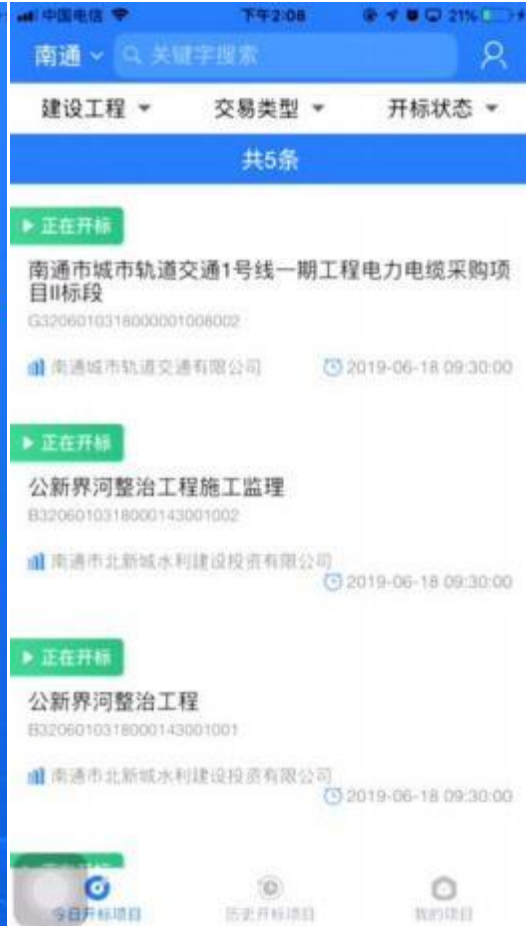 中国电信 下午2:08 21%
南通 关键字搜索
建设工程 交易类型 开标状态
共5条
正在开标
南通市城市轨道交通1号线一期工程电力电缆采购项
目II标段
G3206010318000001008002
南通城市轨道交通有限公司 2019-06-18 09:30:00
正在开标
公新界河整治工程施工监理
B3206010318000143001002
南通市北新城水利建设投资有限公司
2019-06-18 09:30:00
正在开标
公新界河整治工程
B3206010318000143001001
南通市北新城水利建设投资有限公司
2019-06-18 09:30:00
今日开标项目 历史开标项目 我的项目